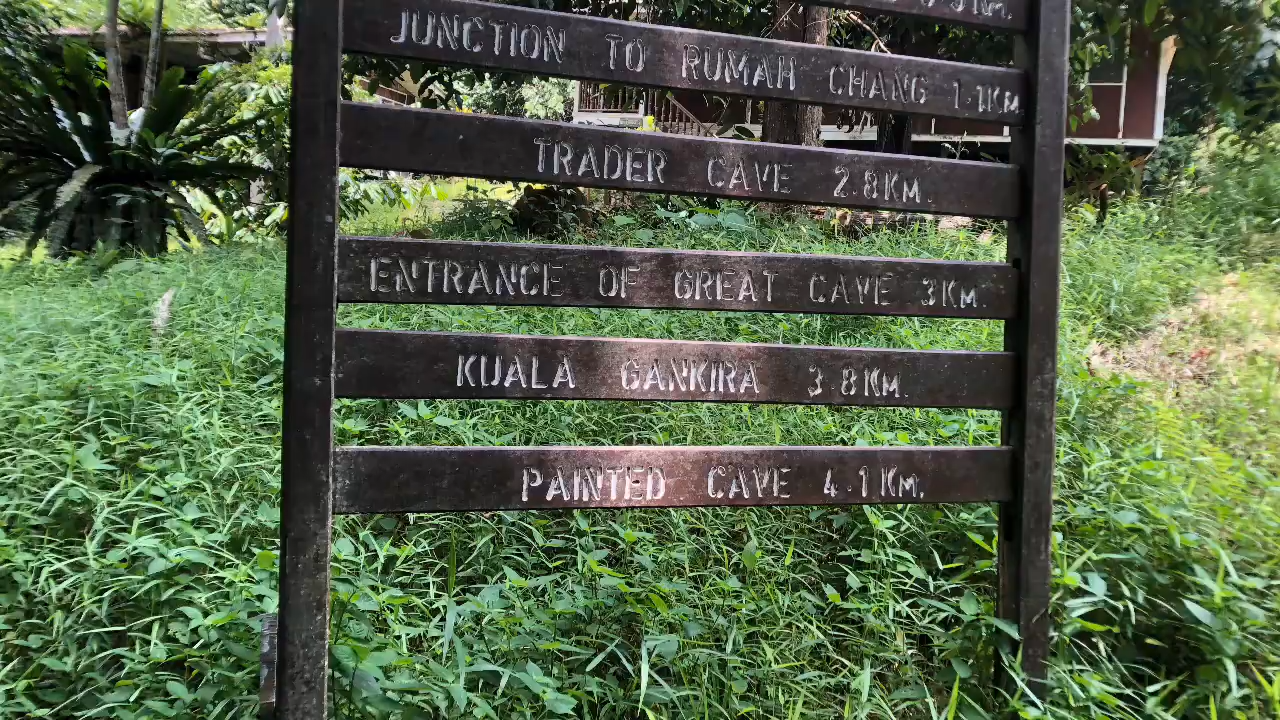 JUNCTION TO RUMAH CHANG 1.1KM
TRADER CAVE 2.8KM.
ENTRANCE OF GREAT CAVE 3KM.
KUALA GANKIRA 3.8KM.
PAINTED CAVE 4.1KM.